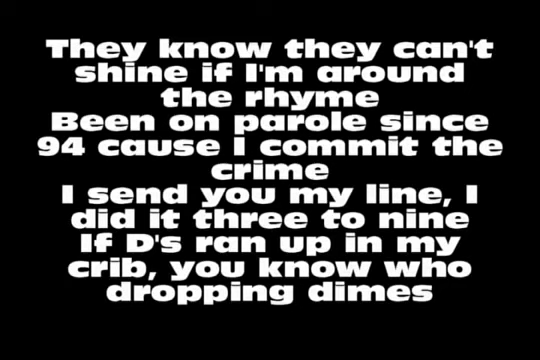 They know they can't
shine if I'm around
the rhyme
Been on parole since
94 cause I commit the
crime
I send you my line, I
did it three to nine
If D's ran up in my
crib, you know who
dropping dimes